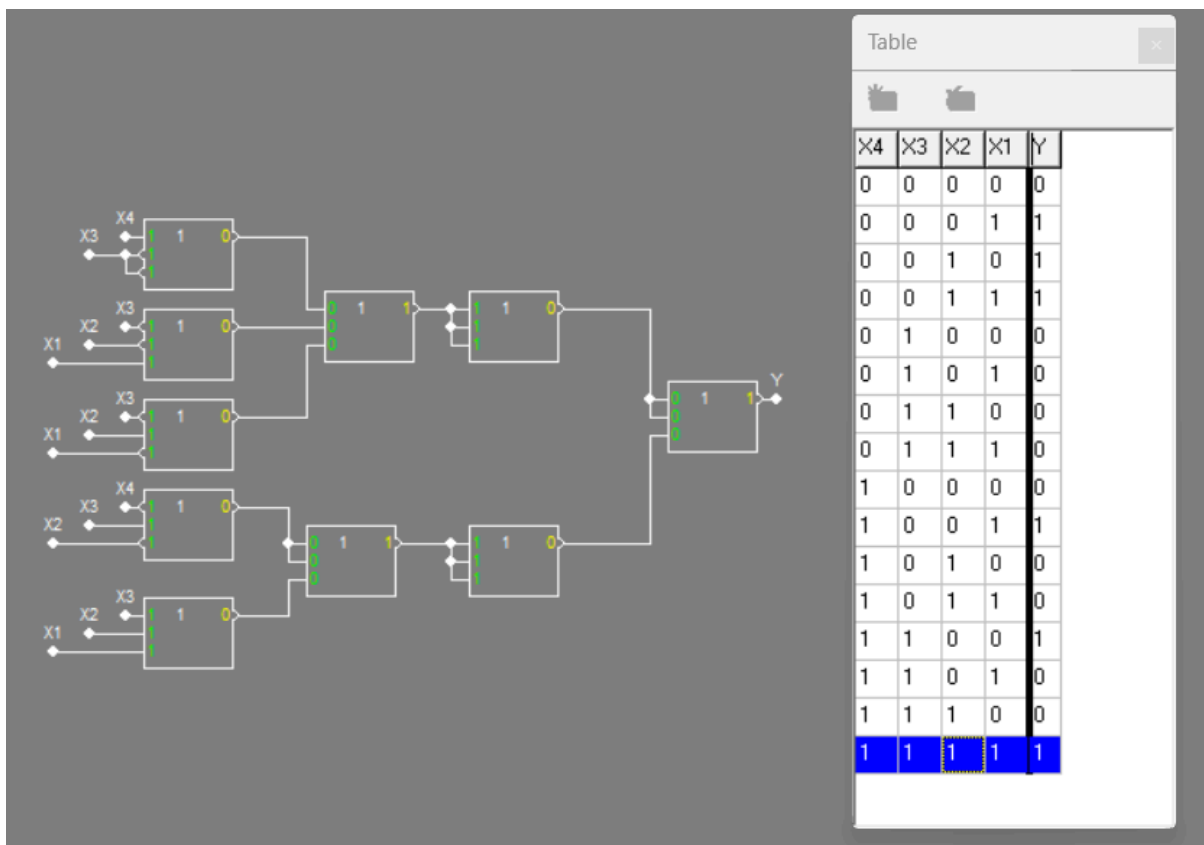 Table
X4 X3 X2 X1 Y
0 0 0 0 0
0 0 0 1 1
0 0 1 0 1
0 0 1 1 1
0 1 0 0 0
0 1 0 1 0
0 1 1 0 0
0 1 1 1 0
1 0 0 0 0
1 0 0 1 1
1 0 1 0 0
1 0 1 1 0
1 1 0 0 1
1 1 0 1 0
1 1 1 0 0
1 1 1 1 1
X4
X3 1 1 0
1
1
X3
X2 1 1 0
X1 1
1
X3
X2 1 1 0
X1 1
1
X4
X3 1 1 0
X2 1
1
X3
X2 1 1 0
X1 1
1
0 1 1
0
0
1 1 0
1
1
0 1 1
0
0
1 1 0
1
1
Y
0 1 1
0
0